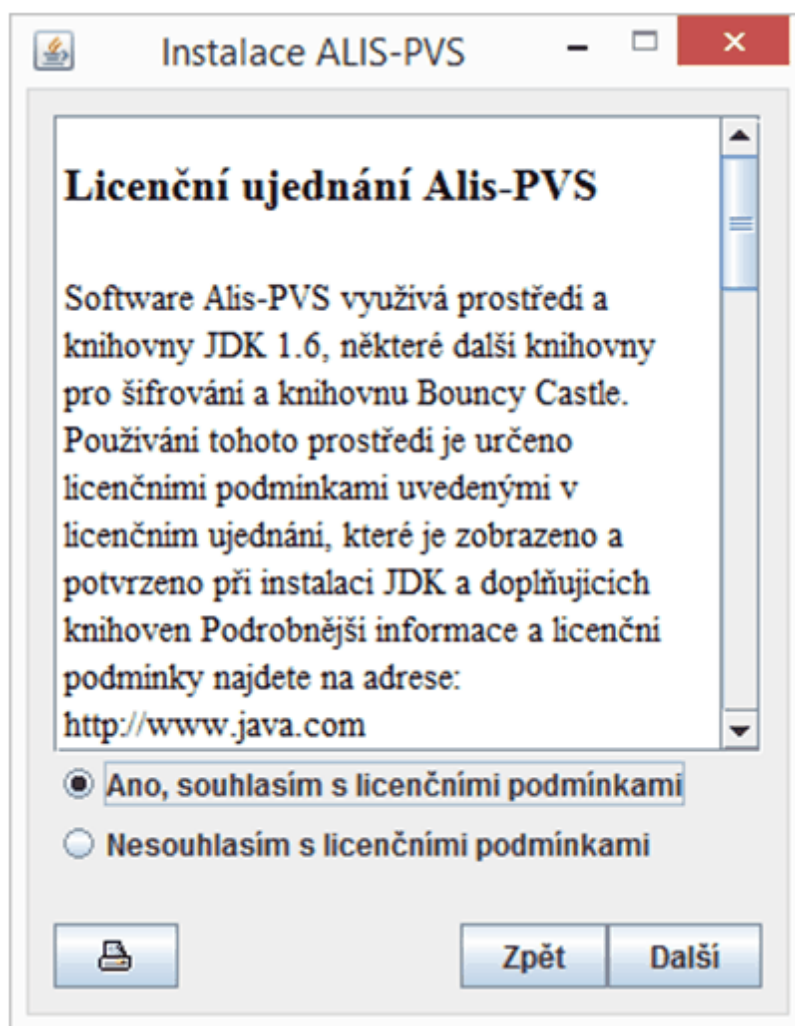 Instalace ALIS-PVS
Licenční ujednání Alis-PVS
Software Alis-PVS využívá prostředí a
knihovny JDK 1.6, některé další knihovny
pro šifrování a knihovnu Bouncy Castle.
Používání tohoto prostředí je určeno
licenčními podmínkami uvedenými v
licenčním ujednání, které je zobrazeno a
potvrzeno při instalaci JDK a doplňujících
knihoven Podrobnější informace a licenční
podmínky najdete na adrese:
http://www.java.com
Ano, souhlasím s licenčními podmínkami
Nesouhlasím s licenčními podmínkami
Zpět Další